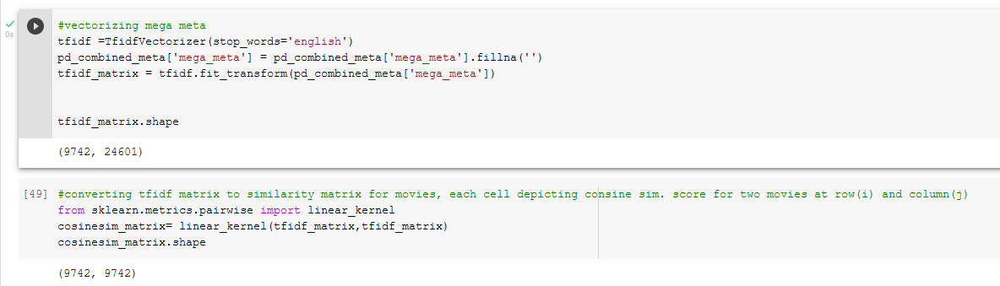 0s
#vectorizing mega meta
tfidf =TfidfVectorizer(stop_words='english')
pd_combined_meta['mega_meta'] = pd_combined_meta['mega_meta'].fillna('')
tfidf_matrix = tfidf.fit_transform(pd_combined_meta['mega_meta'])
tfidf_matrix.shape
(9742, 24601)
[49] #converting tfidf matrix to similarity matrix for movies, each cell depicting consine sim. score for two movies at row(i) and column(j)
from sklearn.metrics.pairwise import linear_kernel
cosinesim_matrix= linear_kernel(tfidf_matrix,tfidf_matrix)
cosinesim_matrix.shape
(9742, 9742)